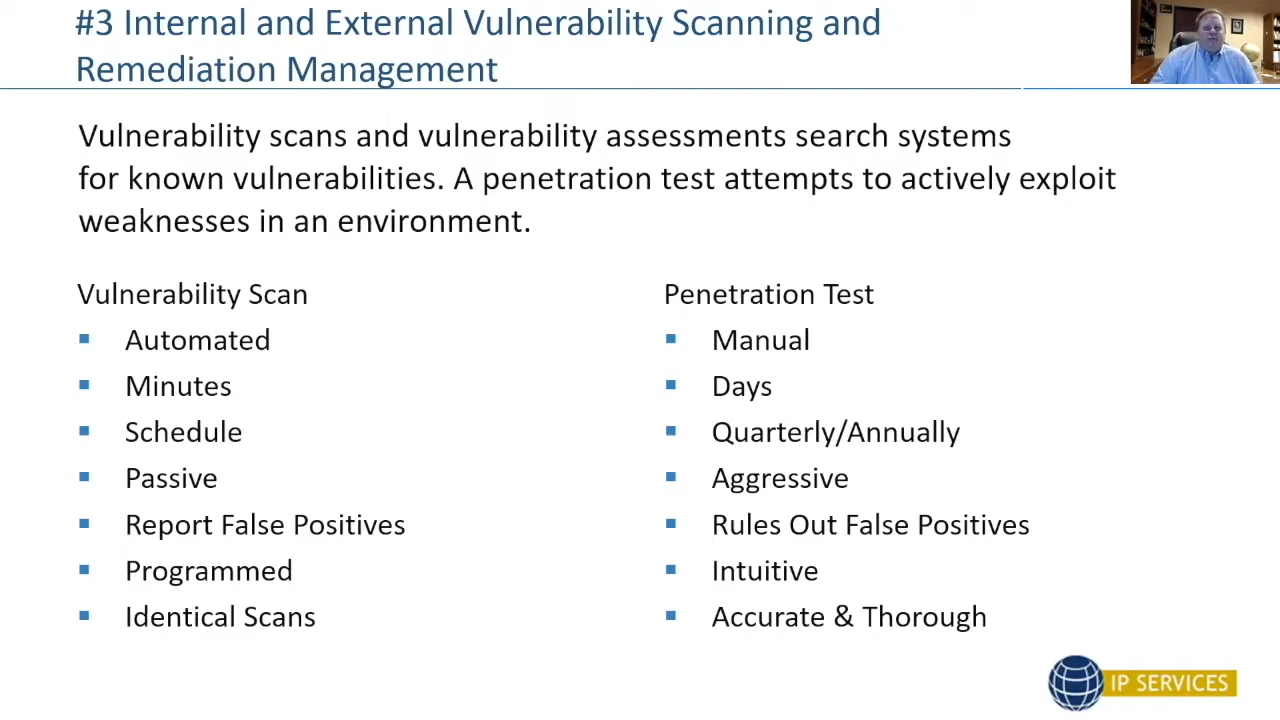 #3 Internal and External Vulnerability Scanning and
Remediation Management
Vulnerability scans and vulnerability assessments search systems
for known vulnerabilities. A penetration test attempts to actively exploit
weaknesses in an environment.
Vulnerability Scan
Automated
Minutes
Schedule
Passive
Report False Positives
Programmed
Identical Scans
Penetration Test
Manual
Days
Quarterly/Annually
Aggressive
Rules Out False Positives
Intuitive
Accurate & Thorough
IP SERVICES